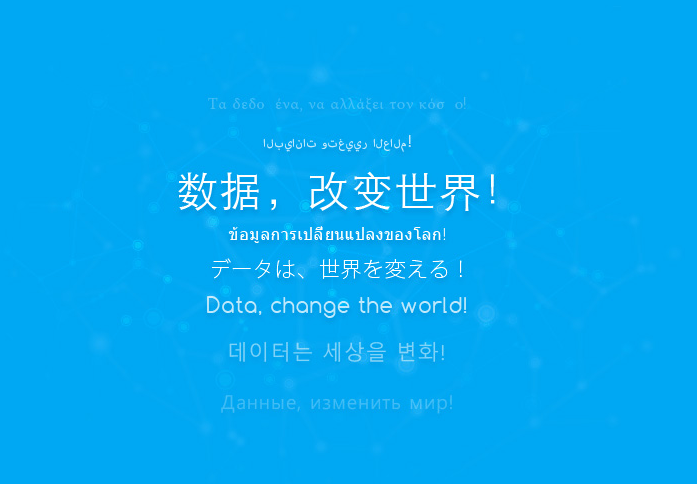 Τα δεδο ένα, να αλλάξει τον κόσ ο!
البيانات وتغيير العالم!
数据，改变世界！
ข้อมูลการเปลี่ยนแปลงของโลก!
データは、世界を変える！
Data, change the world!
데이터는 세상을 변화!
Данные, изменить мир!